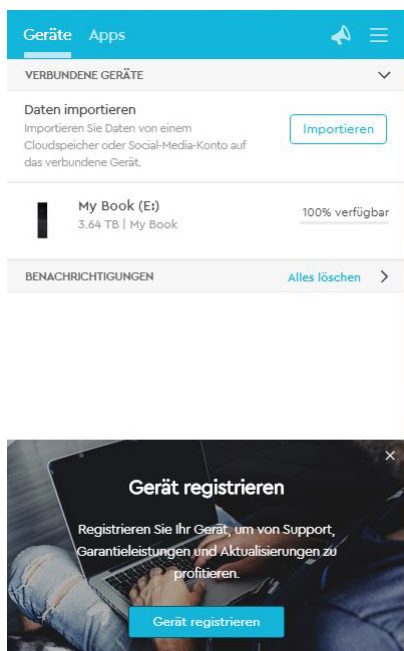 Geräte Apps
VERBUNDENE GERÄTE
Daten importieren
Importieren Sie Daten von einem
Cloudspeicher oder Social-Media-Konto auf
das verbundene Gerät.
Importieren
My Book (E:)
3.64 TB | My Book
100% verfügbar
BENACHRICHTIGUNGEN Alles löschen
Gerät registrieren
Registrieren Sie Ihr Gerät, um von Support,
Garantieleistungen und Aktualisierungen zu
profitieren.
Gerät registrieren